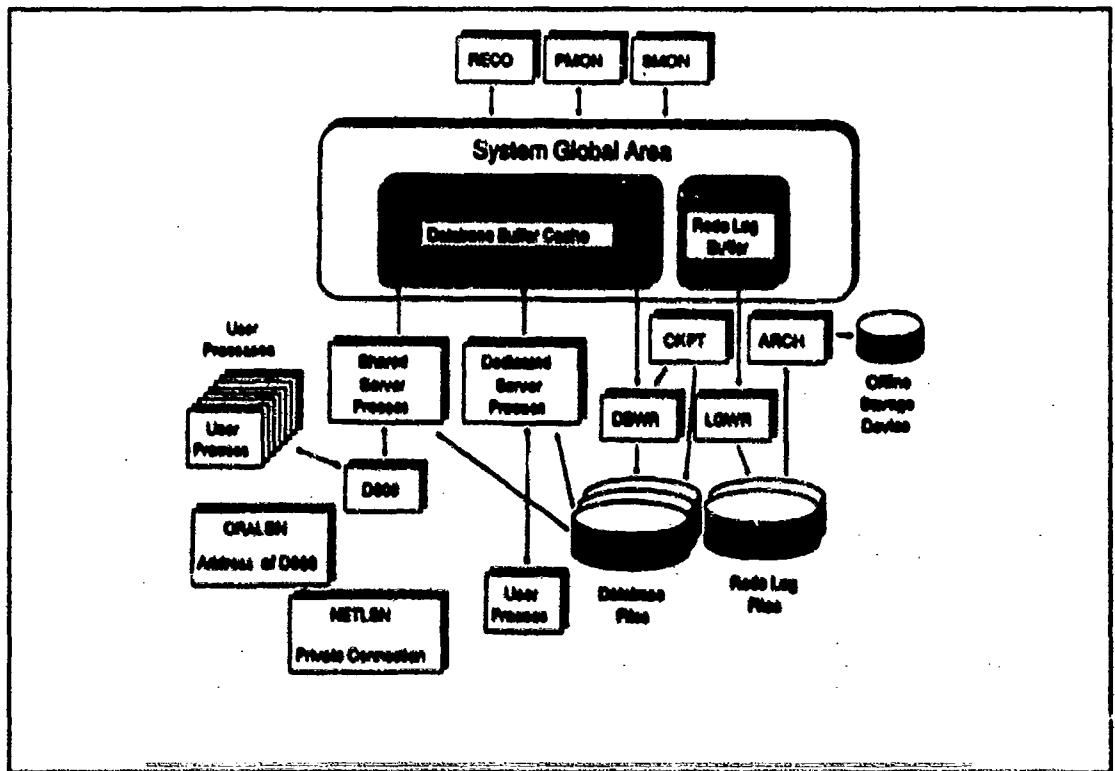 RECO
PMON
SMON
System Global Area
Database Buffer Cache
Redo Log
Buffer
User
Processes
Shared
Server
Process
Dedicated
Server
Process
CKPT
ARCH
Offline
Storage
Device
User
Process
DBWR
LGWR
ORALSN
Address of
User
Process
Database
Files
Redo Log
Files
NETLSN
Private Connection